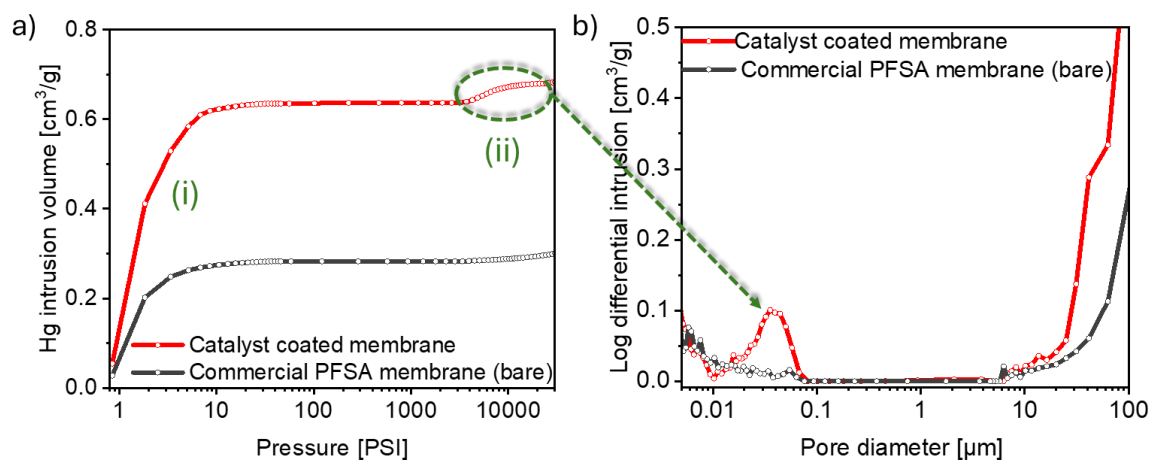 a)
Hg intrusion volume [cm³/g]
0.8
0.6
0.4
0.2
0.0
(i)
(ii)
Catalyst coated membrane
Commercial PFSA membrane (bare)
1
10
100
1000
10000
Pressure [PSI]
b)
Log differential intrusion [cm³/g]
0.5
0.4
0.3
0.2
0.1
0.0
Catalyst coated membrane
Commercial PFSA membrane (bare)
0.01
0.1
1
10
100
Pore diameter [µm]